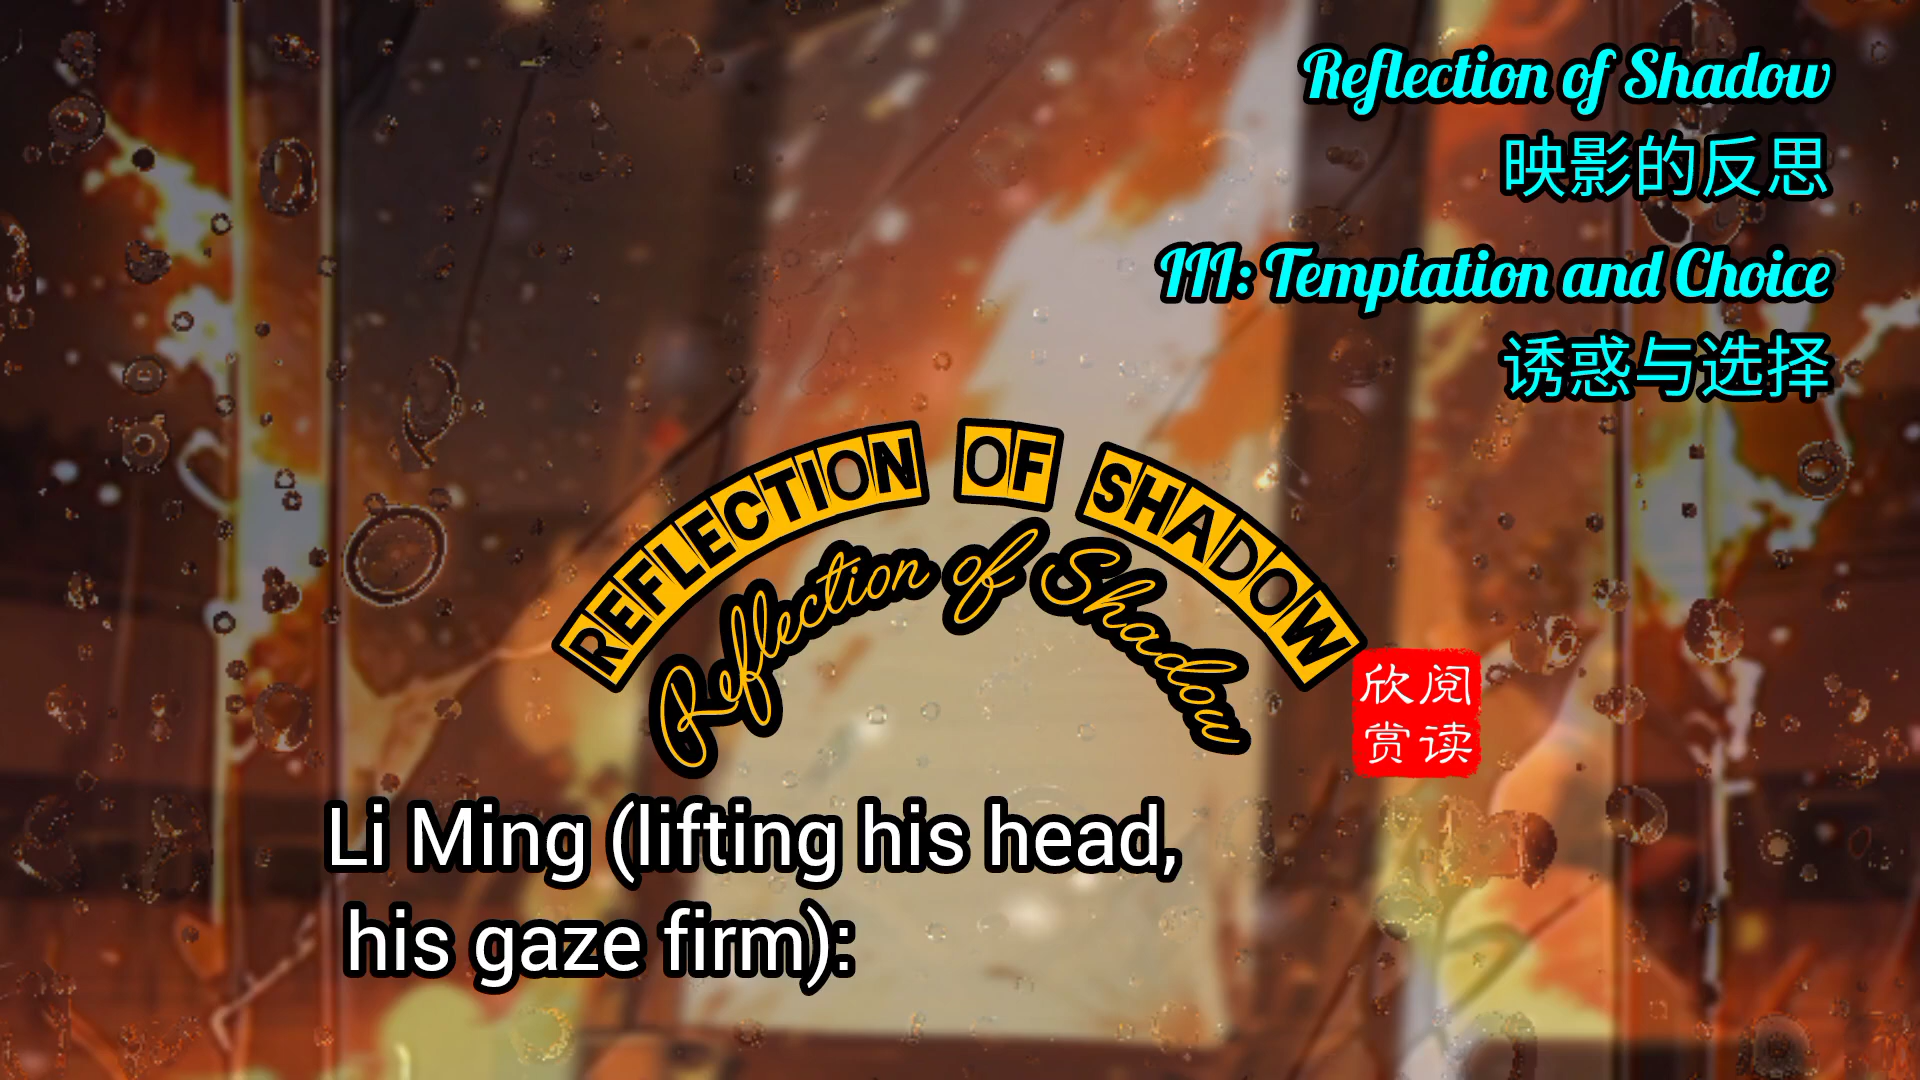 Reflection of Shadow
映影的反思
III: Temptation and Choice
诱惑与选择
REFLECTION OF SHADOW
Reflection of Shadow
欣阅
赏读
Li Ming (lifting his head,
his gaze firm):